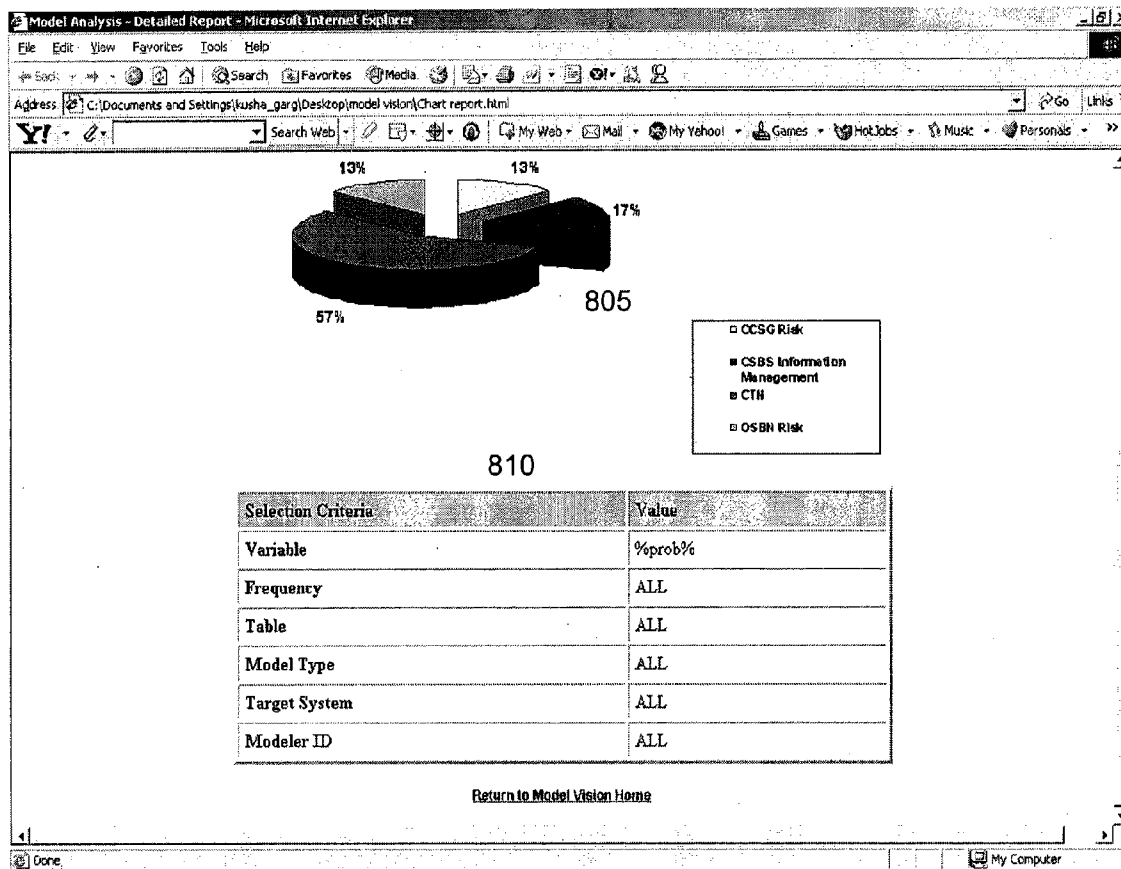 Model Analysis - Detailed Report - Microsoft Internet Explorer
File Edit View Favorites Tools Help
Back Search Favorites Media
Address C:\Documents and Settings\kusha_garg\Desktop\model vision\Chart report.html Go Links
Y! Search Web My Web Mail My Yahoo! Games HotJobs Music Personals »
13% 13%
17%
57%
805
CCSG Risk
CSBS Information
Management
CTN
OSBN Risk
810
Selection Criteria Value
Variable %prob%
Frequency ALL
Table ALL
Model Type ALL
Target System ALL
Modeler ID ALL
Return to Model Vision Home
Done My Computer